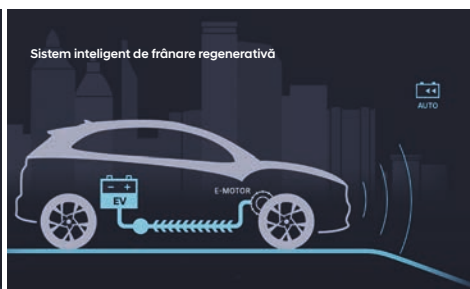 Sistem inteligent de frânare regenerativă
AUTO
E-MOTOR
− +
EV